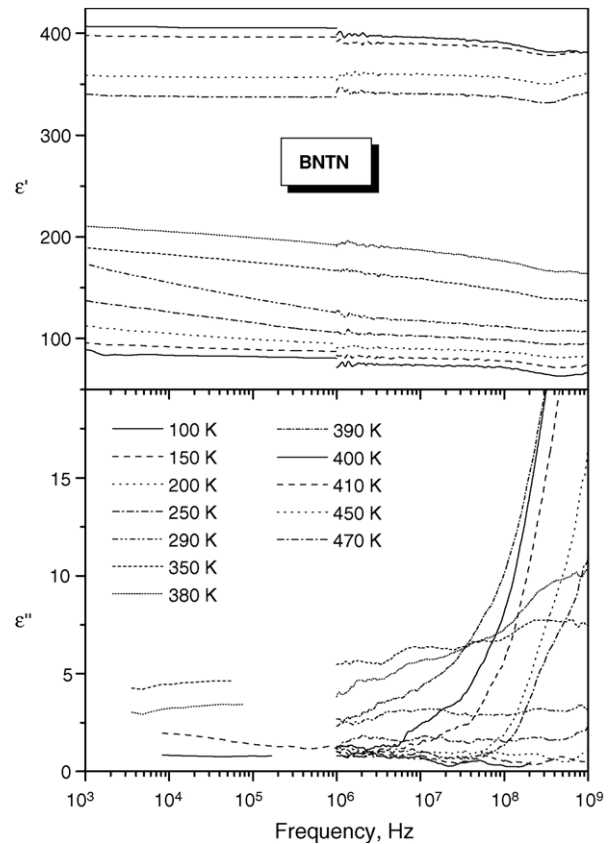 400
300
200
100
ε'
BNTN
15
10
5
0
ε''
100 K
150 K
200 K
250 K
290 K
350 K
380 K
390 K
400 K
410 K
450 K
470 K
10³ 10⁴ 10⁵ 10⁶ 10⁷ 10⁸ 10⁹
Frequency, Hz